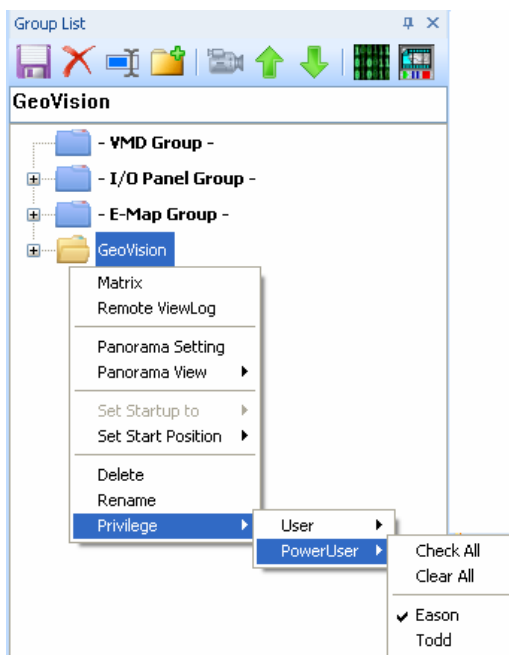 Group List
GeoVision
- VMD Group -
- I/O Panel Group -
- E-Map Group -
GeoVision
Matrix
Remote ViewLog
Panorama Setting
Panorama View
Set Startup to
Set Start Position
Delete
Rename
Privilege
User
PowerUser
Check All
Clear All
Eason
Todd